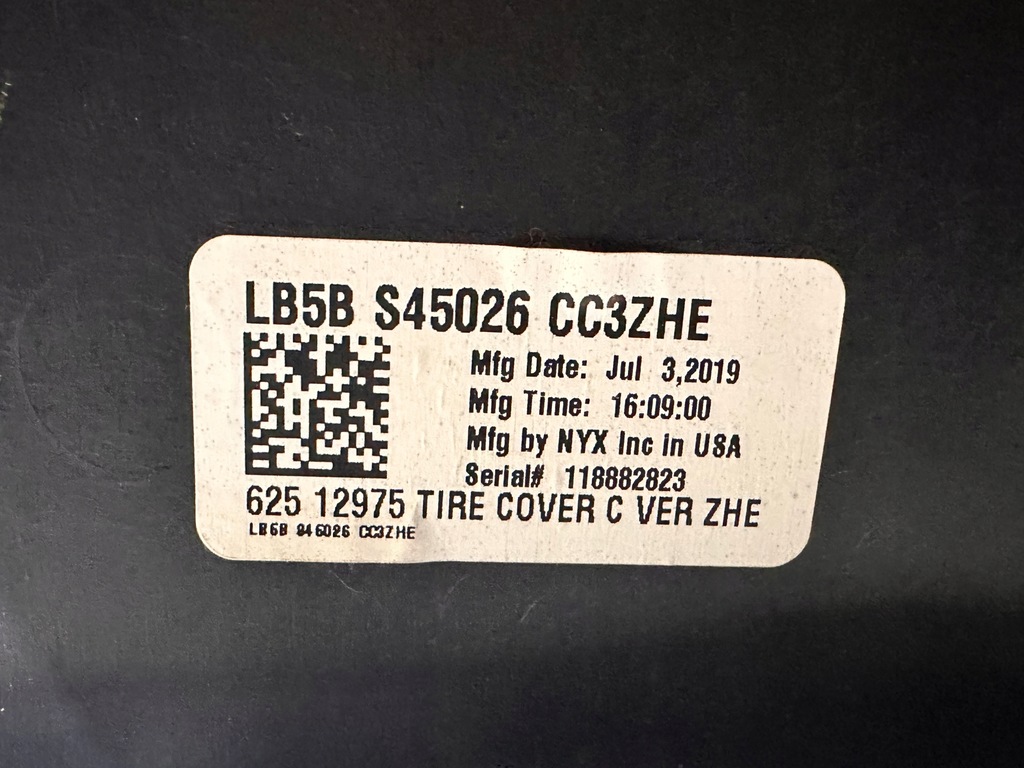 LB5B S45026 CC3ZHE
Mfg Date: Jul 3,2019
Mfg Time: 16:09:00
Mfg by NYX Inc in USA
Serial# 118882823
625 12975 TIRE COVER C VER ZHE
LB5B S45026 CC3ZHE